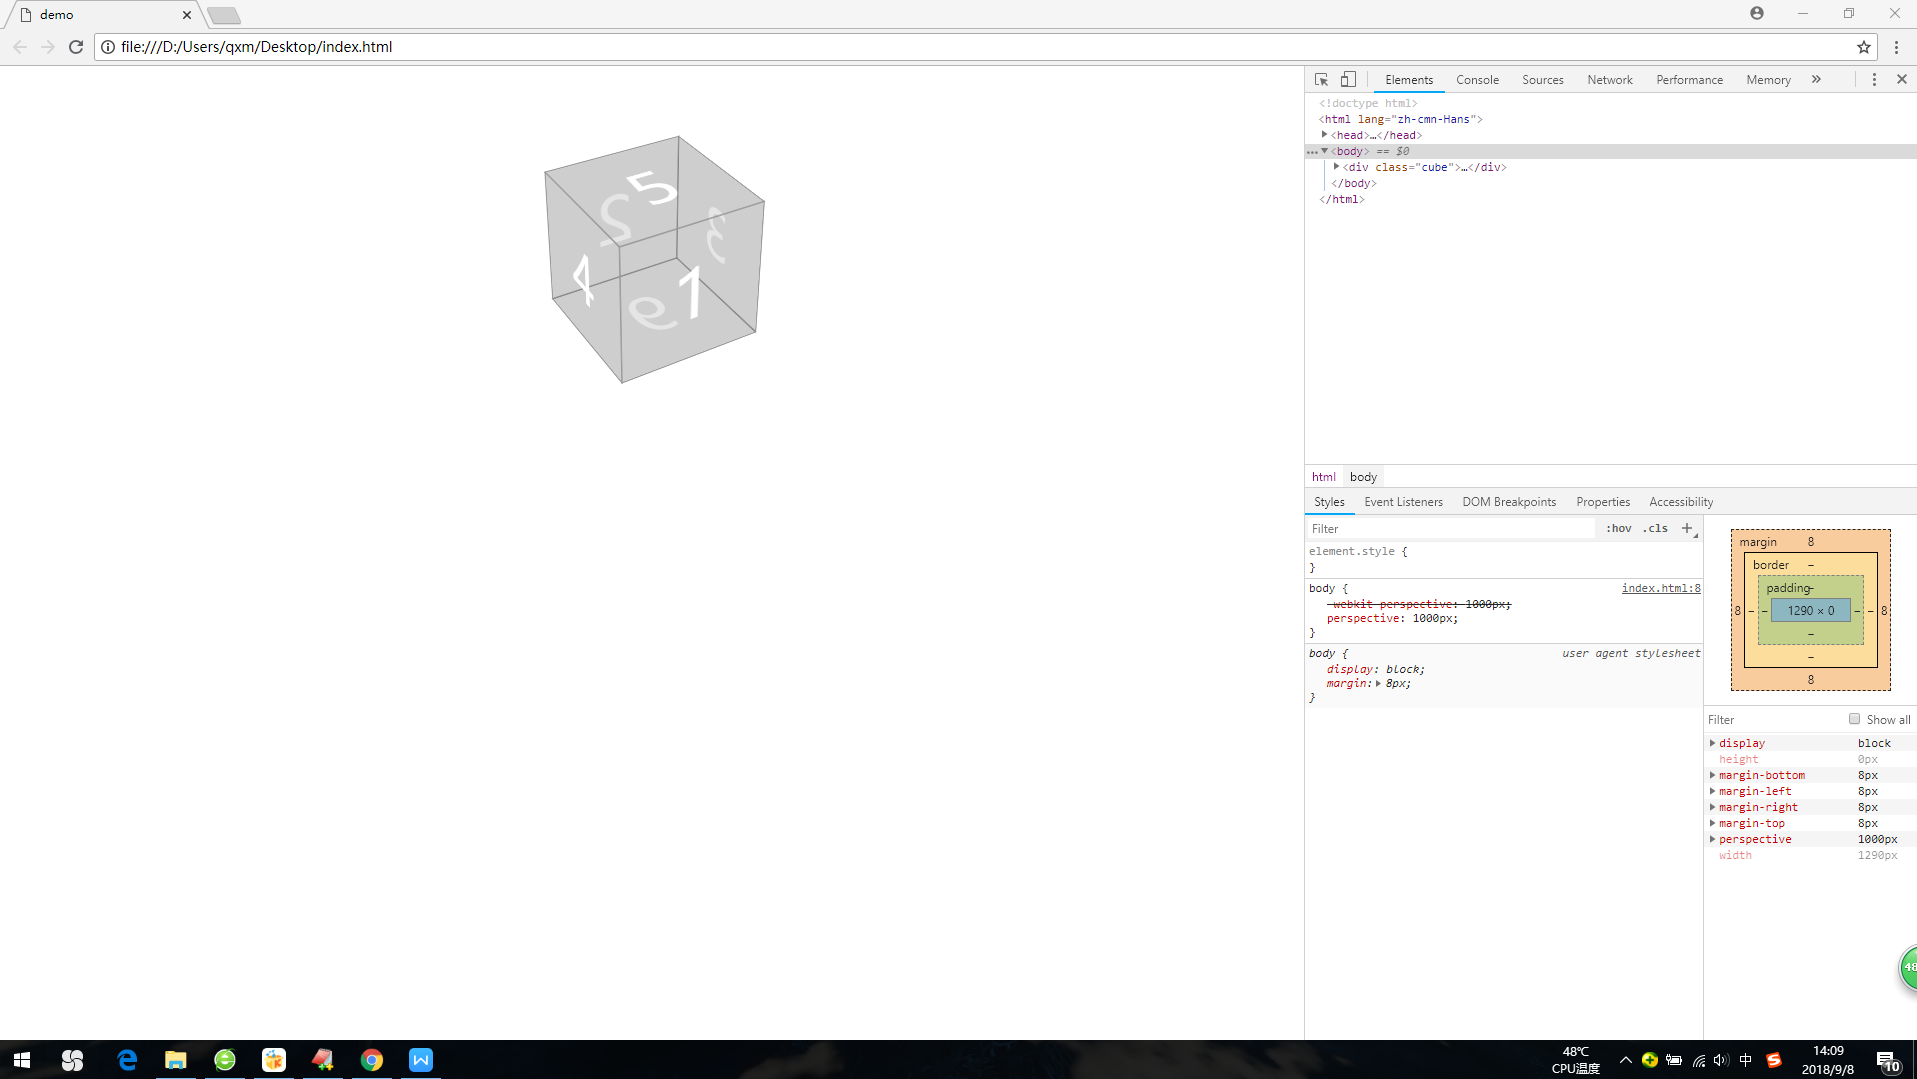 demo
file:///D:/Users/qxm/Desktop/index.html
5
2
3
4
1
6
Elements Console Sources Network Performance Memory »
<!doctype html>
<html lang="zh-cmn-Hans">
<head>…</head>
<body> == $0
<div class="cube">…</div>
</body>
</html>
html body
Styles Event Listeners DOM Breakpoints Properties Accessibility
Filter :hov .cls +
element.style {
}
body { index.html:8
-webkit-perspective: 1000px;
perspective: 1000px;
}
body { user agent stylesheet
display: block;
margin: 8px;
}
margin 8
border –
padding –
8 – – 1290 × 0 – – 8
–
–
8
Filter Show all
display block
height 0px
margin-bottom 8px
margin-left 8px
margin-right 8px
margin-top 8px
perspective 1000px
width 1290px
48
48℃
CPU温度
中
14:09
2018/9/8
10